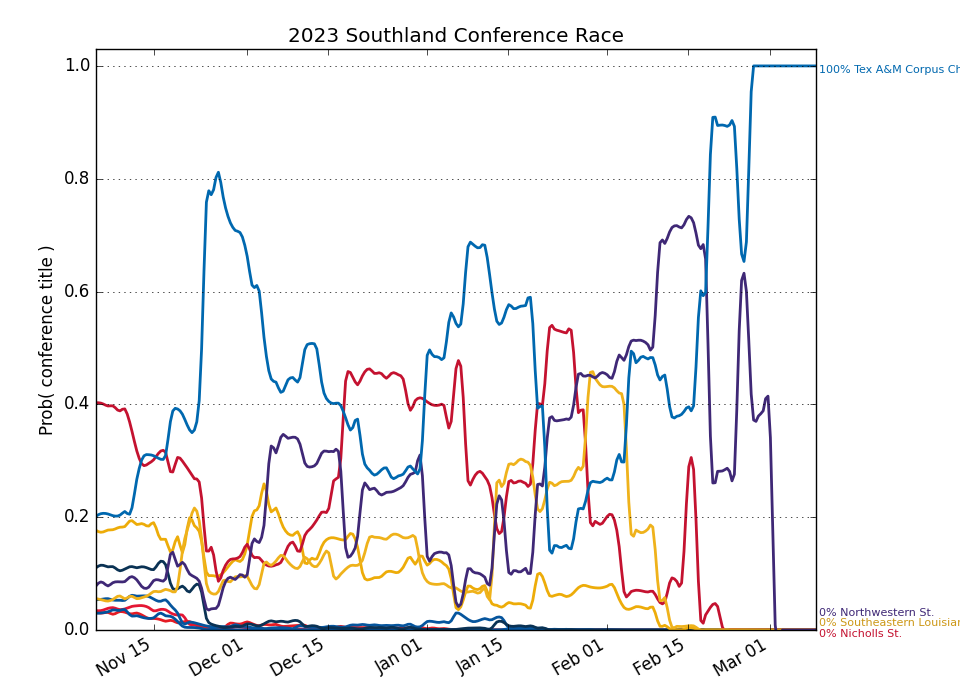 2023 Southland Conference Race
1.0
0.8
0.6
0.4
0.2
0.0
Prob( conference title )
100% Tex A&M Corpus Ch
0% Northwestern St.
0% Southeastern Louisian
0% Nicholls St.
Nov 15
Dec 01
Dec 15
Jan 01
Jan 15
Feb 01
Feb 15
Mar 01